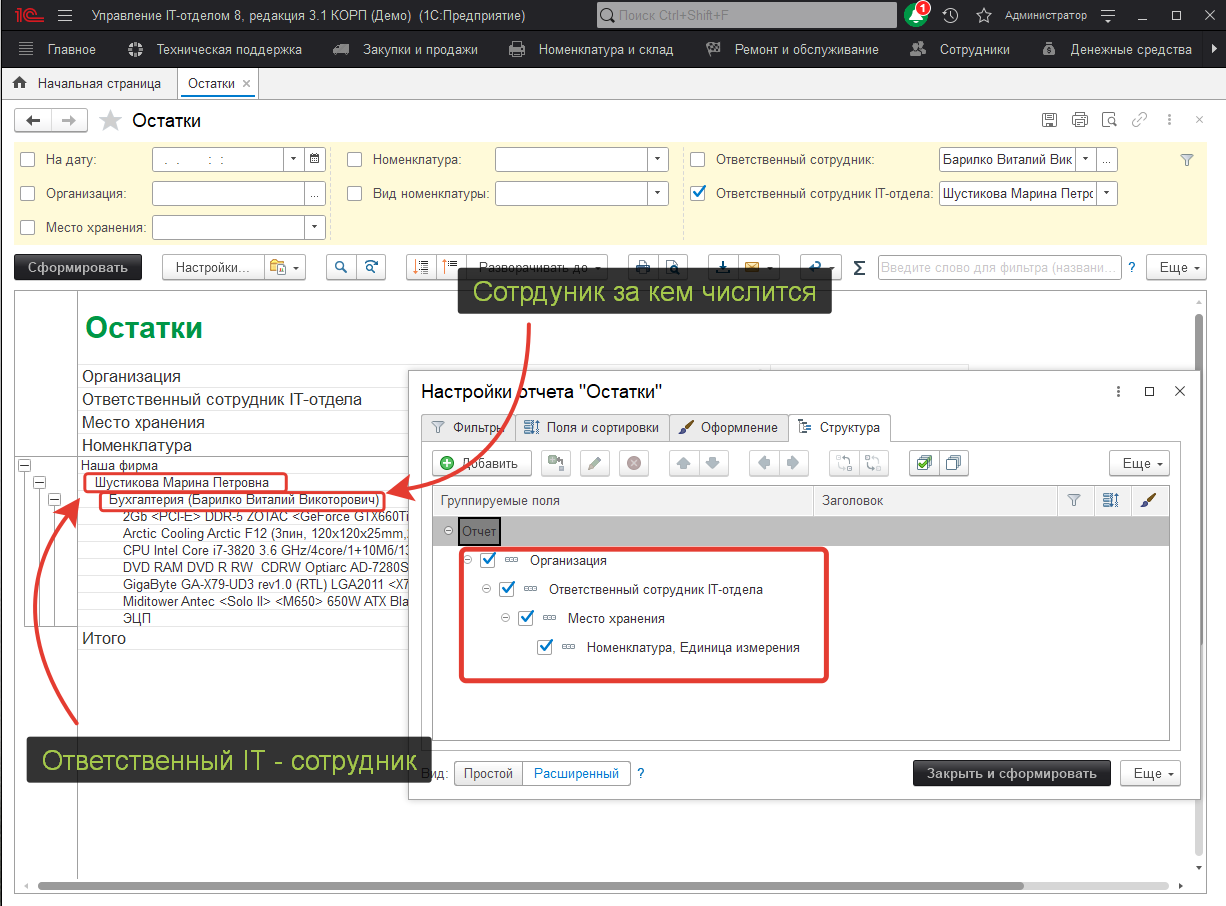 Управление IT-отделом 8, редакция 3.1 КОРП (Демо) (1С:Предприятие)
Поиск Ctrl+Shift+F
1
Администратор
Главное
Техническая поддержка
Закупки и продажи
Номенклатура и склад
Ремонт и обслуживание
Сотрудники
Денежные средства
Начальная страница
Остатки
Остатки
На дату:
. . : :
Номенклатура:
Ответственный сотрудник:
Барилко Виталий Вик
Организация:
Вид номенклатуры:
Ответственный сотрудник IT-отдела:
Шустикова Марина Петрс
Место хранения:
Сформировать
Настройки...
Разворачивать до
Введите слово для фильтра (названи...
?
Еще
Сотрдуник за кем числится
Остатки
Организация
Ответственный сотрудник IT-отдела
Место хранения
Номенклатура
Наша фирма
Шустикова Марина Петровна
Бухгалтерия (Барилко Виталий Викоторович)
2Gb <PCI-E> DDR-5 ZOTAC <GeForce GTX660Ti
Arctic Cooling Arctic F12 (3пин, 120x120x25mm,
CPU Intel Core i7-3820 3.6 GHz/4core/1+10Мб/13
DVD RAM DVD R RW CDRW Optiarc AD-7280S
GigaByte GA-X79-UD3 rev1.0 (RTL) LGA2011 <X7
Miditower Antec <Solo II> <M650> 650W ATX Bla
ЭЦП
Итого
Настройки отчета "Остатки"
Фильтры
Поля и сортировки
Оформление
Структура
Добавить
Еще
Группируемые поля
Заголовок
Отчет
Организация
Ответственный сотрудник IT-отдела
Место хранения
Номенклатура, Единица измерения
Ответственный IT - сотрудник
Вид:
Простой
Расширенный
?
Закрыть и сформировать
Еще